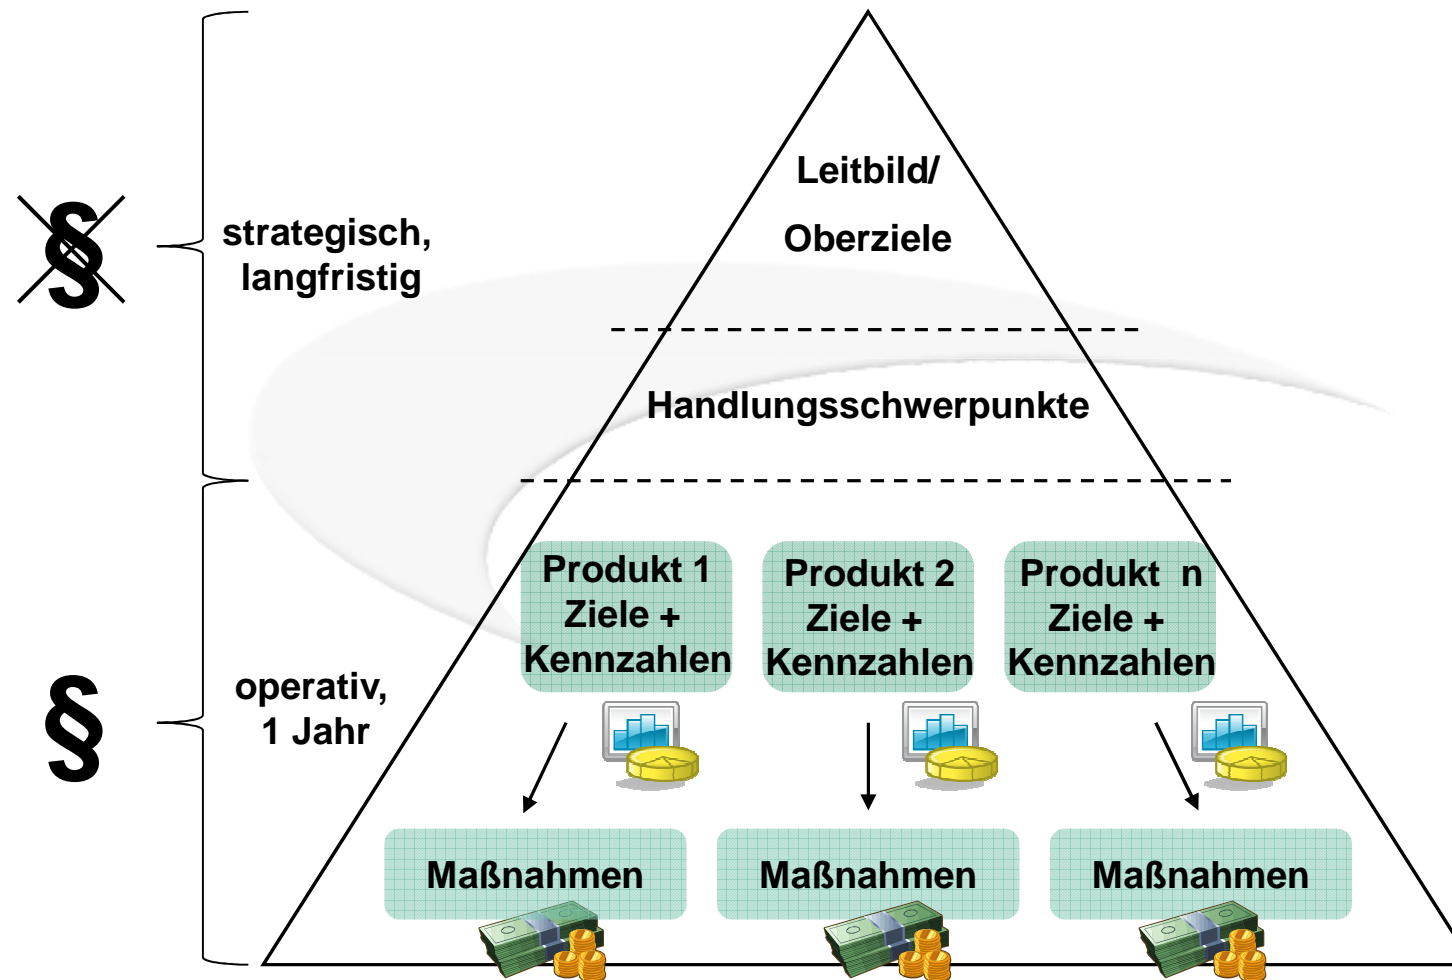 Leitbild/
Oberziele
§
strategisch,
langfristig
Handlungsschwerpunkte
Produkt 1
Ziele +
Kennzahlen
Produkt 2
Ziele +
Kennzahlen
Produkt n
Ziele +
Kennzahlen
§
operativ,
1 Jahr
Maßnahmen
Maßnahmen
Maßnahmen